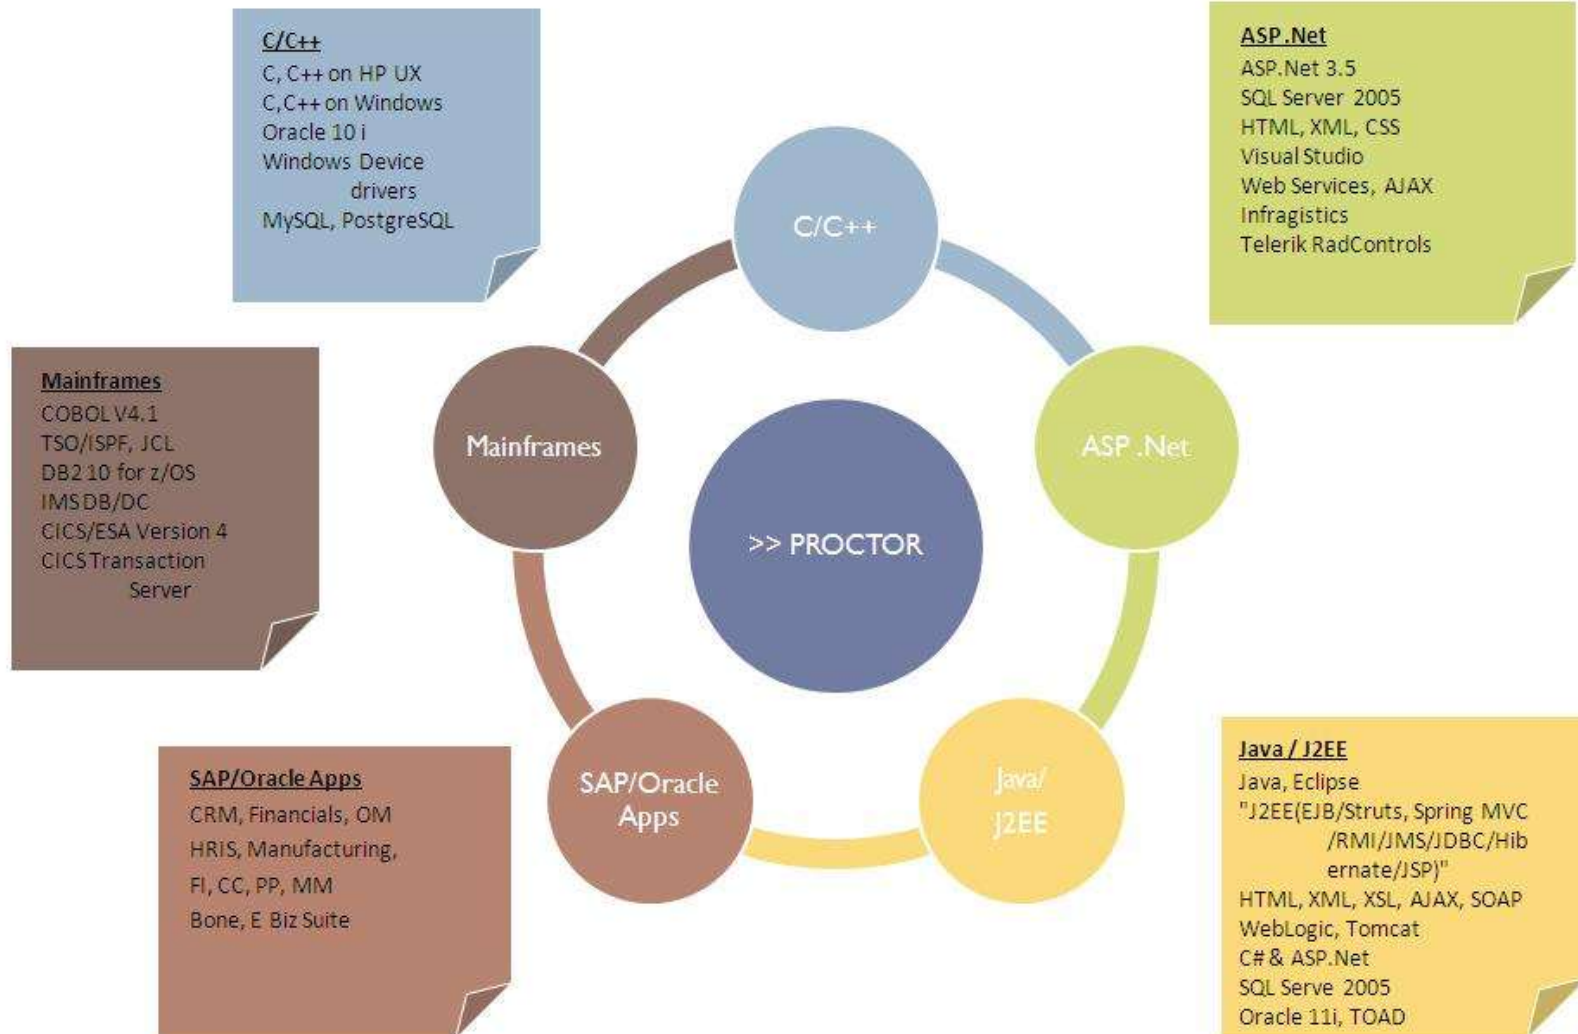 C/C++
C, C++ on HP UX
C,C++ on Windows
Oracle 10 i
Windows Device
drivers
MySQL, PostgreSQL
ASP .Net
ASP.Net 3.5
SQL Server 2005
HTML, XML, CSS
Visual Studio
Web Services, AJAX
Infragistics
Telerik RadControls
C/C++
Mainframes
COBOL V4.1
TSO/ISPF, JCL
DB2 10 for z/OS
IMS DB/DC
CICS/ESA Version 4
CICS Transaction
Server
Mainframes
ASP .Net
>> PROCTOR
SAP/Oracle Apps
CRM, Financials, OM
HRIS, Manufacturing,
FI, CC, PP, MM
Bone, E Biz Suite
SAP/Oracle
Apps
Java/
J2EE
Java / J2EE
Java, Eclipse
"J2EE(EJB/Struts, Spring MVC
/RMI/JMS/JDBC/Hib
ernate/JSP)"
HTML, XML, XSL, AJAX, SOAP
WebLogic, Tomcat
C# & ASP.Net
SQL Serve 2005
Oracle 11i, TOAD